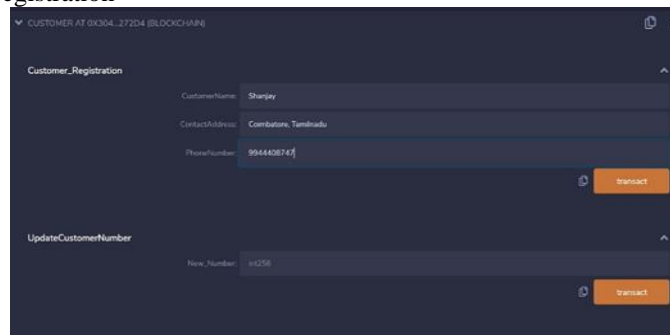 egistration
CUSTOMER AT 0X304...272D4 (BLOCKCHAIN)
Customer_Registration
CustomerName: Shanjay
ContactAddress: Coimbatore, Tamilnadu
PhoneNumber: 9944408747
transact
UpdateCustomerNumber
New_Number: int256
transact